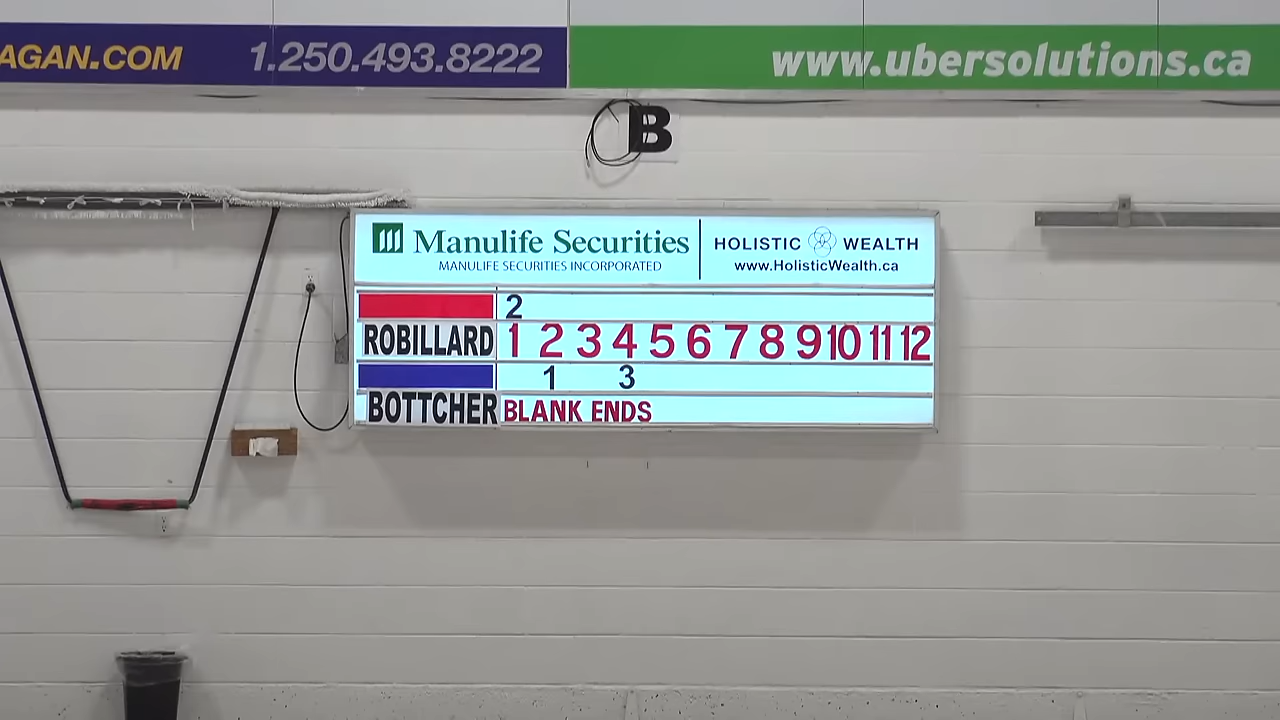 AGAN.COM 1.250.493.8222 www.ubersolutions.ca
B
Manulife Securities HOLISTIC WEALTH
MANULIFE SECURITIES INCORPORATED www.HolisticWealth.ca
2
ROBILLARD 1 2 3 4 5 6 7 8 9 10 11 12
1 3
BOTTCHER BLANK ENDS